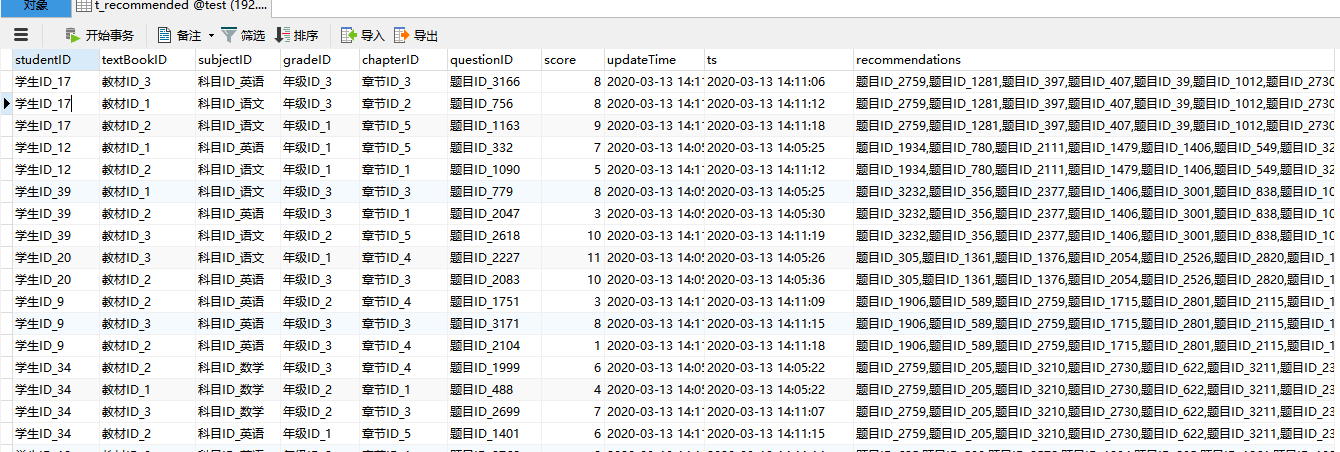 对象 t_recommended @test (192....
开始事务 备注 筛选 排序 导入 导出
studentID textBookID subjectID gradeID chapterID questionID score updateTime ts recommendations
学生ID_17 教材ID_3 科目ID_英语 年级ID_3 章节ID_3 题目ID_3166 8 2020-03-13 14:1 2020-03-13 14:11:06 题目ID_2759,题目ID_1281,题目ID_397,题目ID_407,题目ID_39,题目ID_1012,题目ID_2730
学生ID_17 教材ID_1 科目ID_语文 年级ID_3 章节ID_2 题目ID_756 8 2020-03-13 14:1 2020-03-13 14:11:12 题目ID_2759,题目ID_1281,题目ID_397,题目ID_407,题目ID_39,题目ID_1012,题目ID_2730
学生ID_17 教材ID_2 科目ID_语文 年级ID_1 章节ID_5 题目ID_1163 9 2020-03-13 14:1 2020-03-13 14:11:18 题目ID_2759,题目ID_1281,题目ID_397,题目ID_407,题目ID_39,题目ID_1012,题目ID_2730
学生ID_12 教材ID_1 科目ID_英语 年级ID_1 章节ID_5 题目ID_332 7 2020-03-13 14:05 2020-03-13 14:05:25 题目ID_1934,题目ID_780,题目ID_2111,题目ID_1479,题目ID_1406,题目ID_549,题目ID_32
学生ID_12 教材ID_2 科目ID_语文 年级ID_1 章节ID_1 题目ID_1090 5 2020-03-13 14:1 2020-03-13 14:11:12 题目ID_1934,题目ID_780,题目ID_2111,题目ID_1479,题目ID_1406,题目ID_549,题目ID_32
学生ID_39 教材ID_1 科目ID_语文 年级ID_3 章节ID_3 题目ID_779 8 2020-03-13 14:05 2020-03-13 14:05:25 题目ID_3232,题目ID_356,题目ID_2377,题目ID_1406,题目ID_3001,题目ID_838,题目ID_10
学生ID_39 教材ID_2 科目ID_英语 年级ID_3 章节ID_1 题目ID_2047 3 2020-03-13 14:05 2020-03-13 14:05:30 题目ID_3232,题目ID_356,题目ID_2377,题目ID_1406,题目ID_3001,题目ID_838,题目ID_10
学生ID_39 教材ID_3 科目ID_语文 年级ID_2 章节ID_5 题目ID_2618 10 2020-03-13 14:1 2020-03-13 14:11:19 题目ID_3232,题目ID_356,题目ID_2377,题目ID_1406,题目ID_3001,题目ID_838,题目ID_10
学生ID_20 教材ID_3 科目ID_语文 年级ID_1 章节ID_4 题目ID_2227 11 2020-03-13 14:05 2020-03-13 14:05:26 题目ID_305,题目ID_1361,题目ID_1376,题目ID_2054,题目ID_2526,题目ID_2820,题目ID_1
学生ID_20 教材ID_2 科目ID_英语 年级ID_3 章节ID_3 题目ID_2083 10 2020-03-13 14:05 2020-03-13 14:05:36 题目ID_305,题目ID_1361,题目ID_1376,题目ID_2054,题目ID_2526,题目ID_2820,题目ID_1
学生ID_9 教材ID_2 科目ID_英语 年级ID_2 章节ID_4 题目ID_1751 3 2020-03-13 14:1 2020-03-13 14:11:09 题目ID_1906,题目ID_589,题目ID_2759,题目ID_1715,题目ID_2801,题目ID_2115,题目ID_1
学生ID_9 教材ID_3 科目ID_英语 年级ID_3 章节ID_3 题目ID_3171 8 2020-03-13 14:1 2020-03-13 14:11:15 题目ID_1906,题目ID_589,题目ID_2759,题目ID_1715,题目ID_2801,题目ID_2115,题目ID_1
学生ID_9 教材ID_2 科目ID_英语 年级ID_3 章节ID_4 题目ID_2104 1 2020-03-13 14:1 2020-03-13 14:11:18 题目ID_1906,题目ID_589,题目ID_2759,题目ID_1715,题目ID_2801,题目ID_2115,题目ID_1
学生ID_34 教材ID_2 科目ID_数学 年级ID_3 章节ID_4 题目ID_1999 6 2020-03-13 14:05 2020-03-13 14:05:22 题目ID_2759,题目ID_205,题目ID_3210,题目ID_2730,题目ID_622,题目ID_3211,题目ID_23
学生ID_34 教材ID_1 科目ID_数学 年级ID_2 章节ID_1 题目ID_488 4 2020-03-13 14:05 2020-03-13 14:05:22 题目ID_2759,题目ID_205,题目ID_3210,题目ID_2730,题目ID_622,题目ID_3211,题目ID_23
学生ID_34 教材ID_3 科目ID_数学 年级ID_2 章节ID_3 题目ID_2699 7 2020-03-13 14:1 2020-03-13 14:11:07 题目ID_2759,题目ID_205,题目ID_3210,题目ID_2730,题目ID_622,题目ID_3211,题目ID_23
学生ID_34 教材ID_2 科目ID_英语 年级ID_1 章节ID_5 题目ID_1401 6 2020-03-13 14:1 2020-03-13 14:11:15 题目ID_2759,题目ID_205,题目ID_3210,题目ID_2730,题目ID_622,题目ID_3211,题目ID_23